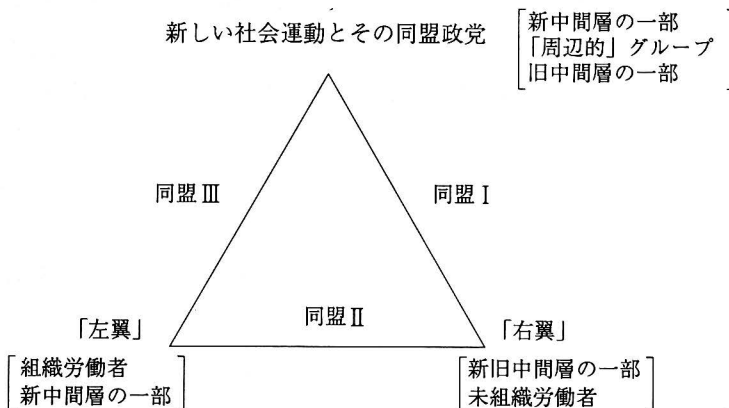 新しい社会運動とその同盟政党
新中間層の一部
「周辺的」グループ
旧中間層の一部
同盟Ⅲ
同盟Ⅰ
同盟Ⅱ
「左翼」
「右翼」
組織労働者
新中間層の一部
新旧中間層の一部
未組織労働者